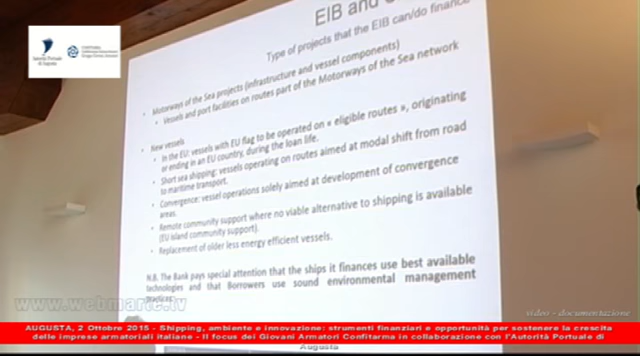 EIB and
Type of projects that the EIB can/do finance
Autorità Portuale
di Augusta
CONFITARMA
Motorways of the Sea projects (infrastructure and vessel components)
Vessels and port facilities on routes part of the Motorways of the Sea network
New vessels
In the EU: vessels with EU flag to be operated on « eligible routes », originating
or ending in an EU country, during the loan life.
Short sea shipping: vessels operating on routes aimed at modal shift from road
to maritime transport.
Convergence: vessel operations solely aimed at development of convergence
areas.
Remote community support where no viable alternative to shipping is available
(EU island community support).
Replacement of older less energy efficient vessels.
N.B. The Bank pays special attention that the ships it finances use best available
technologies and that Borrowers use sound environmental management
practices.
www.webmarte.tv
video - documentazione
AUGUSTA, 2 Ottobre 2015 - Shipping, ambiente e innovazione: strumenti finanziari e opportunità per sostenere la crescita
delle imprese armatoriali italiane - Il focus dei Giovani Armatori Confitarma in collaborazione con l'Autorità Portuale di
Augusta